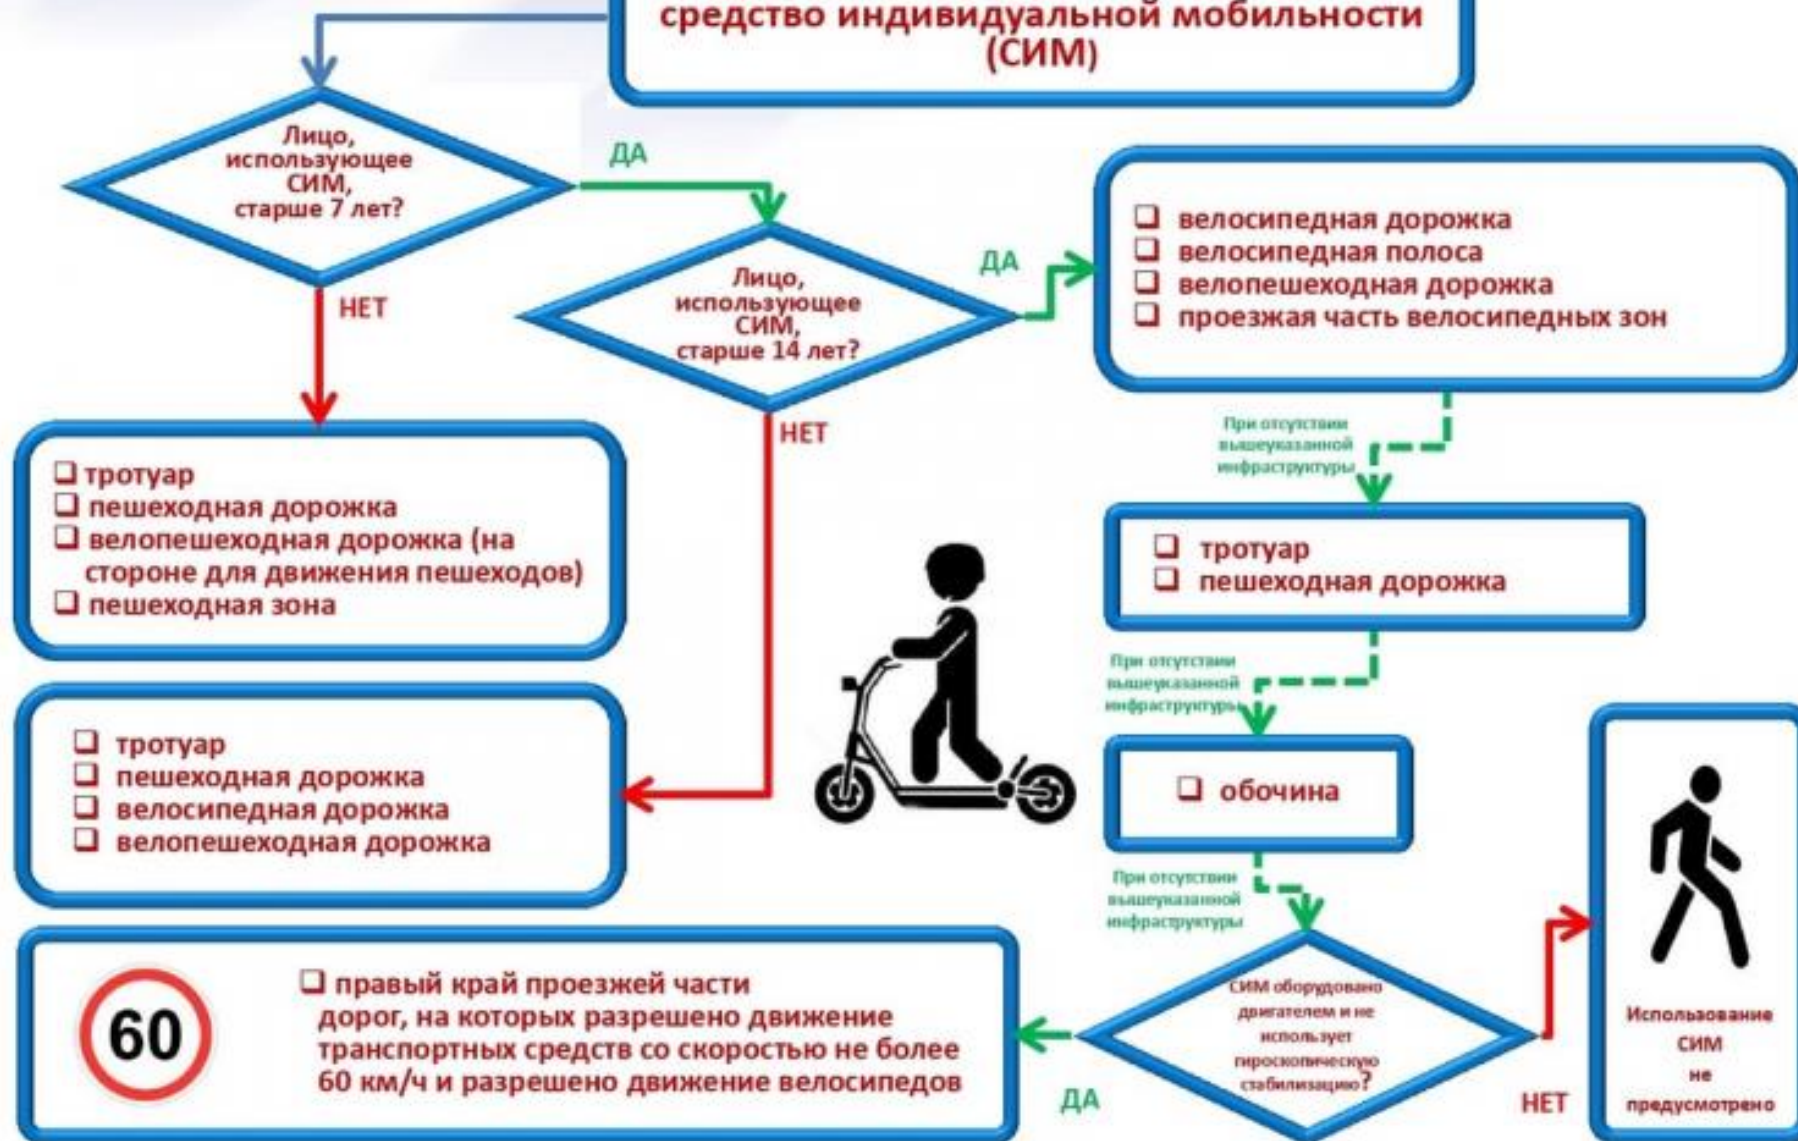 средство индивидуальной мобильности
(СИМ)
Лицо,
использующее
СИМ,
старше 7 лет?
ДА
НЕТ
Лицо,
использующее
СИМ,
старше 14 лет?
ДА
НЕТ
велосипедная дорожка
велосипедная полоса
велопешеходная дорожка
проезжая часть велосипедных зон
При отсутствии
вышеуказанной
инфраструктуры
тротуар
пешеходная дорожка
велопешеходная дорожка (на
стороне для движения пешеходов)
пешеходная зона
тротуар
пешеходная дорожка
При отсутствии
вышеуказанной
инфраструктуры
тротуар
пешеходная дорожка
велосипедная дорожка
велопешеходная дорожка
обочина
При отсутствии
вышеуказанной
инфраструктуры
60
правый край проезжей части
дорог, на которых разрешено движение
транспортных средств со скоростью не более
60 км/ч и разрешено движение велосипедов
СИМ оборудовано
двигателем и не
использует
гироскопическую
стабилизацию?
ДА
НЕТ
Использование
СИМ
не
предусмотрено